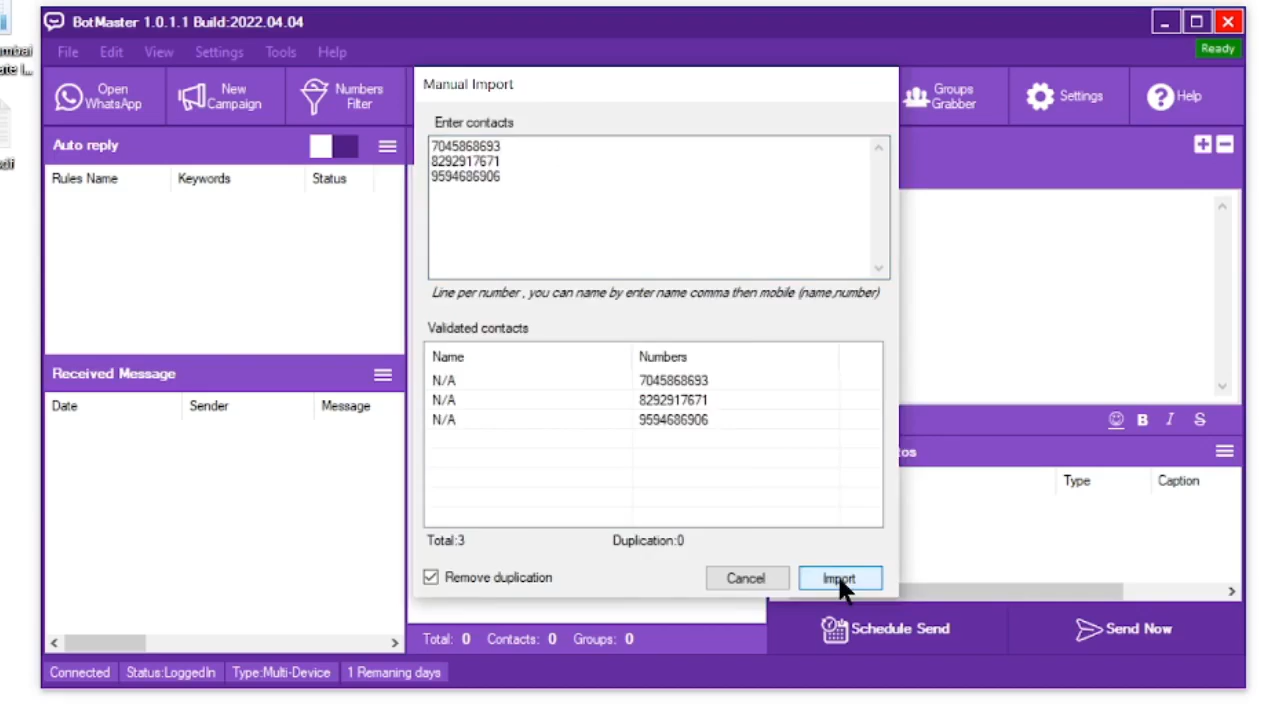 BotMaster 1.0.1.1 Build:2022.04.04
File Edit View Settings Tools Help
Ready
Open WhatsApp
New Campaign
Numbers Filter
Groups Grabber
Settings
Help
Auto reply
Rules Name Keywords Status
Received Message
Date Sender Message
Manual Import
Enter contacts
7045868693
8292917671
9594686906
Line per number , you can name by enter name comma then mobile (name,number)
Validated contacts
Name Numbers
N/A 7045868693
N/A 8292917671
N/A 9594686906
Total:3 Duplication:0
Remove duplication
Cancel Import
B I S
Type Caption
Total: 0 Contacts: 0 Groups: 0
Schedule Send
Send Now
Connected Status:LoggedIn Type:Multi-Device 1 Remaning days